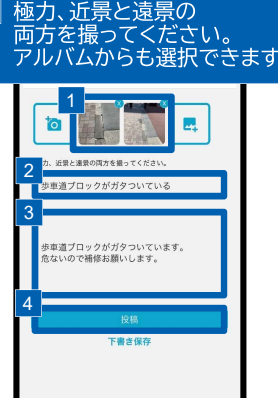 極力、近景と遠景の
両方を撮ってください。
アルバムからも選択できます
1
x
x
力、近景と遠景の両方を撮ってください。
2
歩車道ブロックがガタついている
3
歩車道ブロックがガタついています。
危ないので補修お願いします。
4
投稿
下書き保存